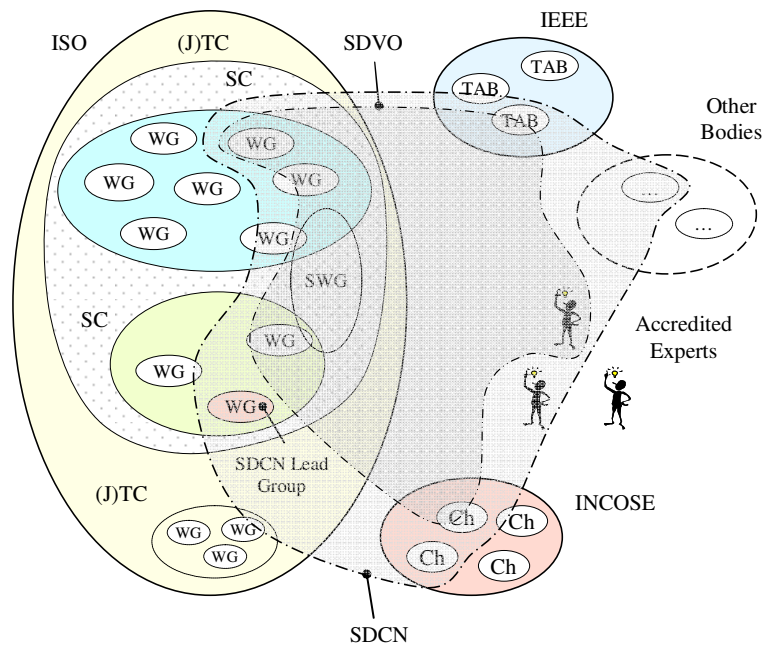 IEEE
ISO
(J)TC
SDVO
TAB
SC
TAB
Other
Bodies
TAB
WG
WG
WG
WG
WG
...
WG
WG
...
SWG
SC
WG
Accredited
Experts
WG
WG
SDCN Lead
Group
(J)TC
INCOSE
Ch
Ch
WG
WG
WG
Ch
Ch
SDCN